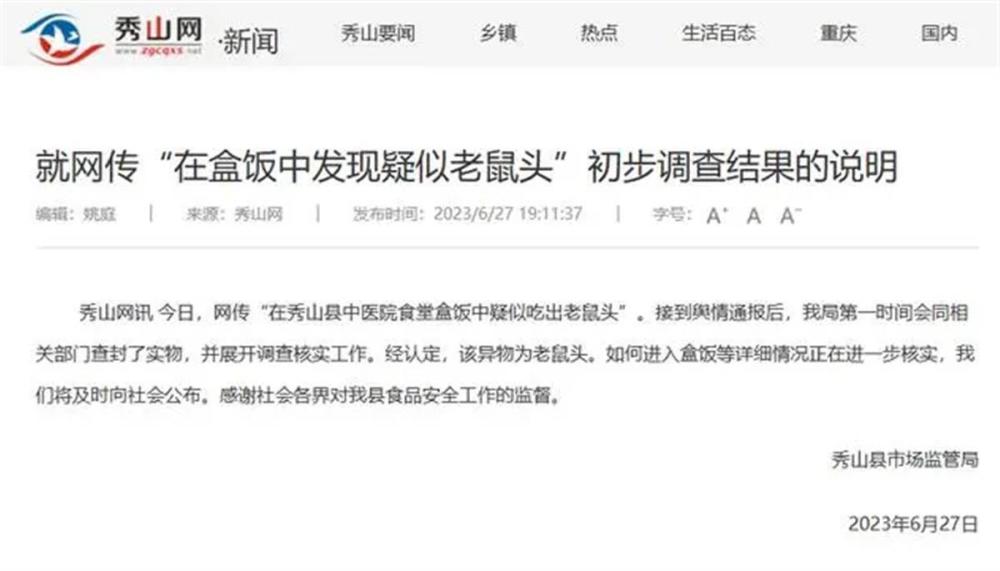 秀山网 ·新闻 秀山要闻 乡镇 热点 生活百态 重庆 国内
www.zgcqxs.net
就网传“在盒饭中发现疑似老鼠头”初步调查结果的说明
编辑：姚庭 | 来源：秀山网 | 发布时间：2023/6/27 19:11:37 | 字号： A+ A A-
秀山网讯 今日，网传“在秀山县中医院食堂盒饭中疑似吃出老鼠头”。接到舆情通报后，我局第一时间会同相
关部门查封了实物，并展开调查核实工作。经认定，该异物为老鼠头。如何进入盒饭等详细情况正在进一步核实，我
们将及时向社会公布。感谢社会各界对我县食品安全工作的监督。
秀山县市场监管局
2023年6月27日